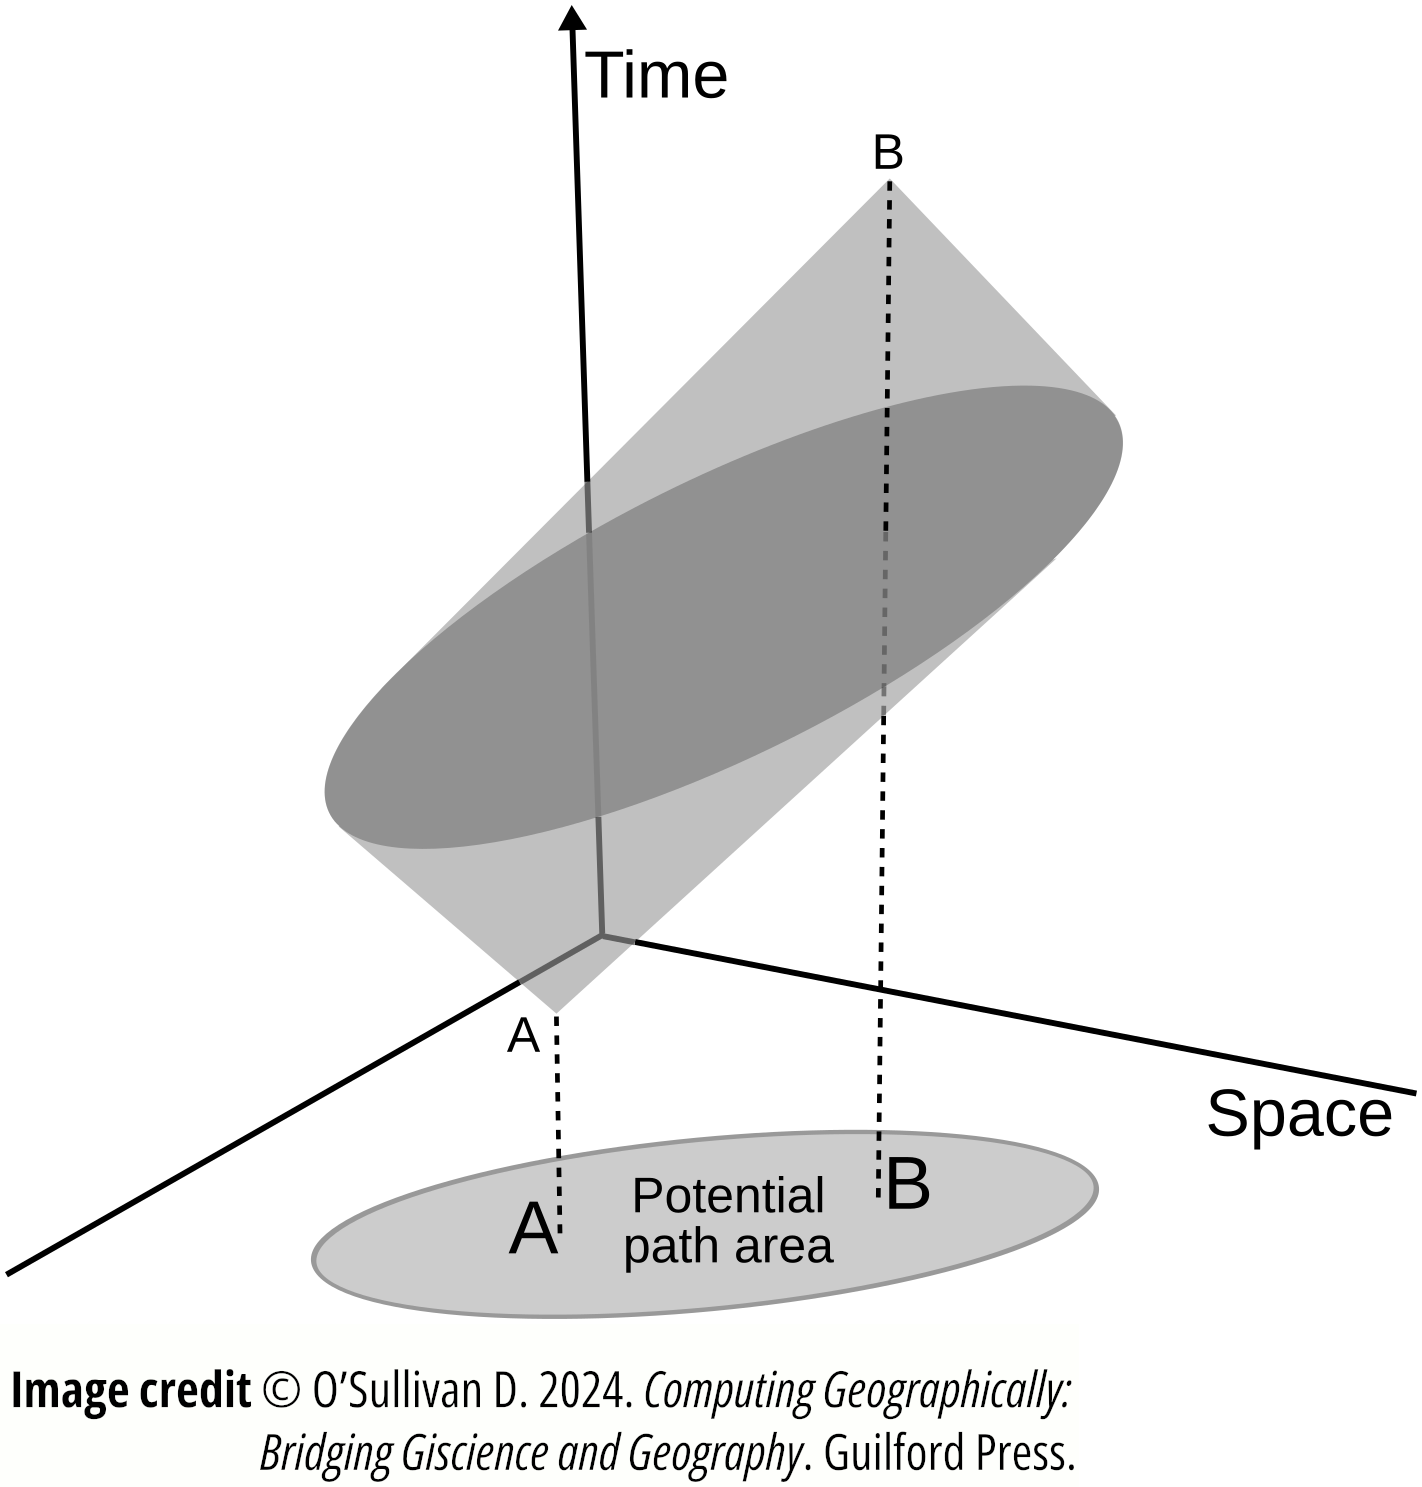 Time
B
A
Space
Potential
path area
A
B
Image credit © O’Sullivan D. 2024. Computing Geographically:
Bridging Giscience and Geography. Guilford Press.